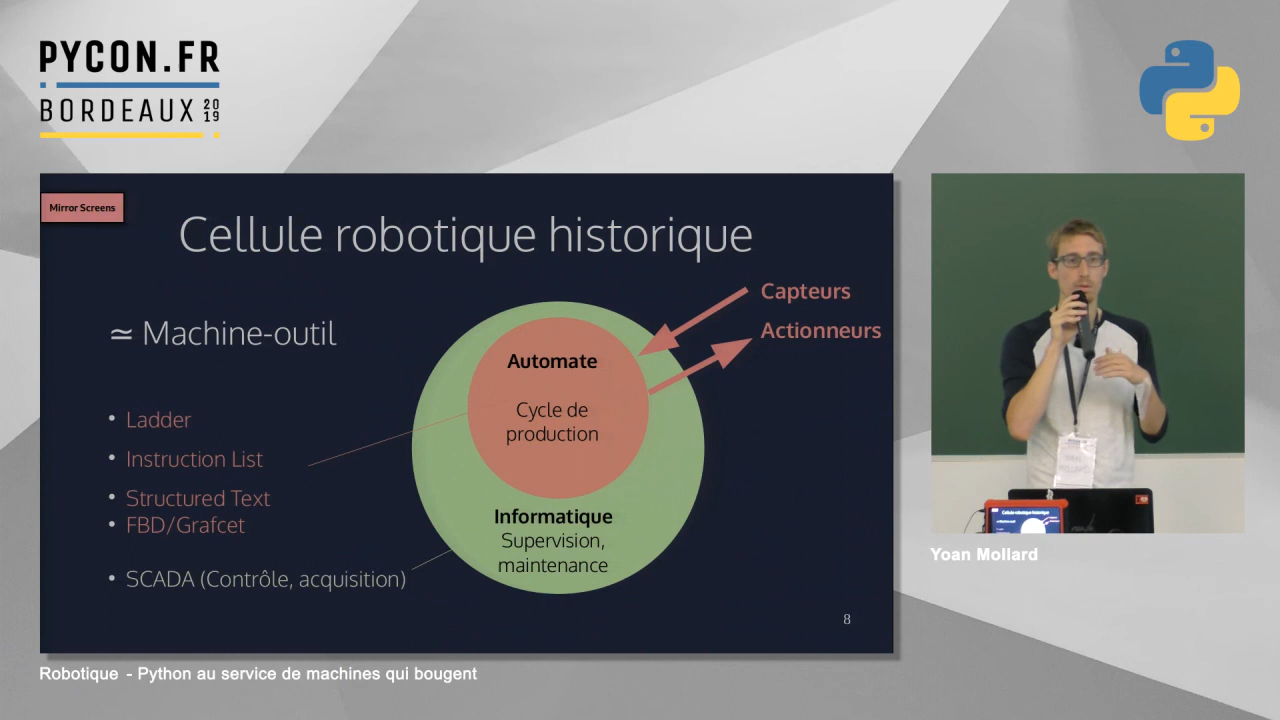 PYCON.FR
BORDEAUX 2019
Mirror Screens
Cellule robotique historique
Capteurs
Actionneurs
≃ Machine-outil
Automate
Cycle de
production
• Ladder
• Instruction List
• Structured Text
• FBD/Grafcet
• SCADA (Contrôle, acquisition)
Informatique
Supervision,
maintenance
8
Yoan Mollard
Robotique - Python au service de machines qui bougent